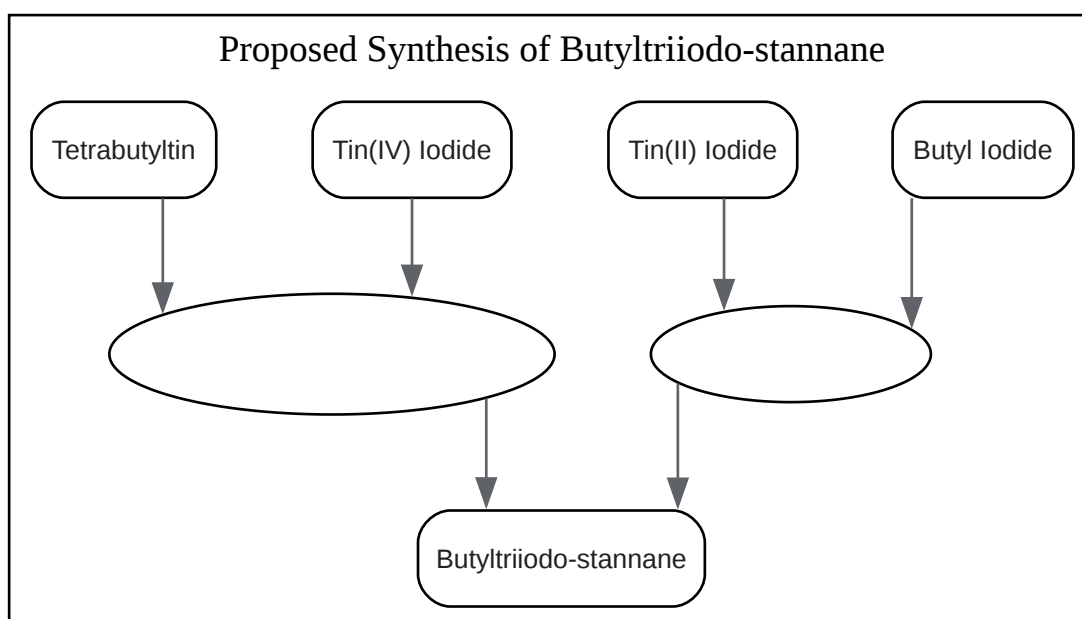 Proposed Synthesis of Butyltriiodo-stannane
Tetrabutyltin
Tin(IV) Iodide
Tin(II) Iodide
Butyl Iodide
Butyltriiodo-stannane